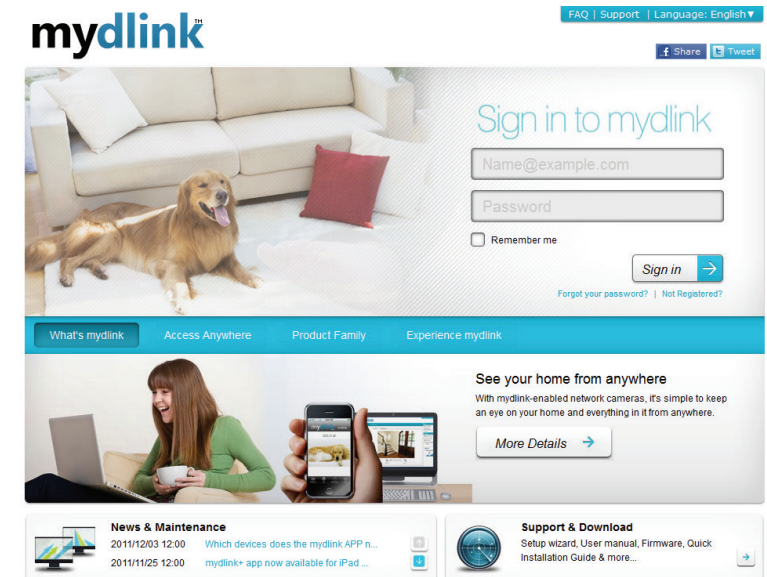 mydlink™
FAQ | Support | Language: English▼
Share Tweet
Sign in to mydlink
Name@example.com
Password
Remember me
Sign in
Forgot your password? | Not Registered?
What's mydlink Access Anywhere Product Family Experience mydlink
See your home from anywhere
With mydlink-enabled network cameras, it's simple to keep
an eye on your home and everything in it from anywhere.
More Details
News & Maintenance
2011/12/03 12:00 Which devices does the mydlink APP n...
2011/11/25 12:00 mydlink+ app now available for iPad ...
Support & Download
Setup wizard, User manual, Firmware, Quick
Installation Guide & more...